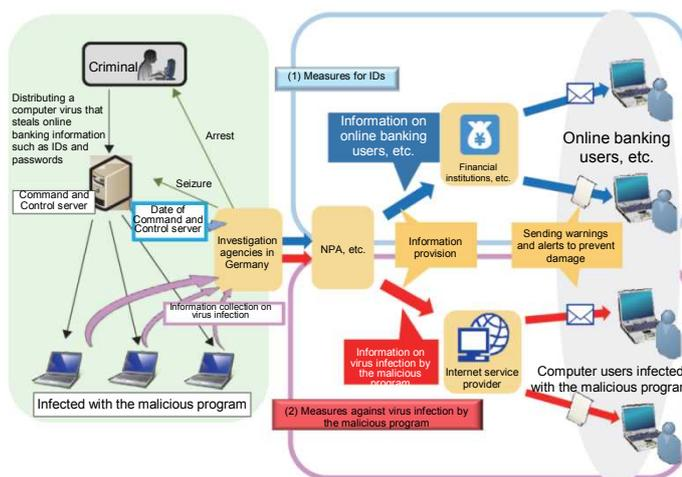 Criminal
Distributing a
computer virus that
steals online
banking information
such as IDs and
passwords
Arrest
Seizure
Command and
Control server
Date of
Command and
Control server
Investigation
agencies in
Germany
Information collection on
virus infection
Infected with the malicious program
(1) Measures for IDs
Information on
online banking
users, etc.
Financial
institutions, etc.
Online banking
users, etc.
NPA, etc.
Information
provision
Sending warnings
and alerts to prevent
damage
Information on
virus infection by
the malicious
program
Internet service
provider
Computer users infected
with the malicious program
(2) Measures against virus infection by
the malicious program